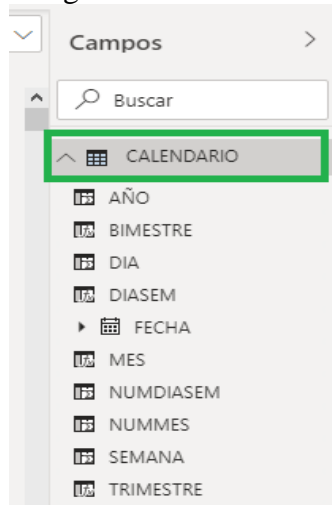 Campos
Buscar
CALENDARIO
AÑO
BIMESTRE
DIA
DIASEM
FECHA
MES
NUMDIASEM
NUMMES
SEMANA
TRIMESTRE